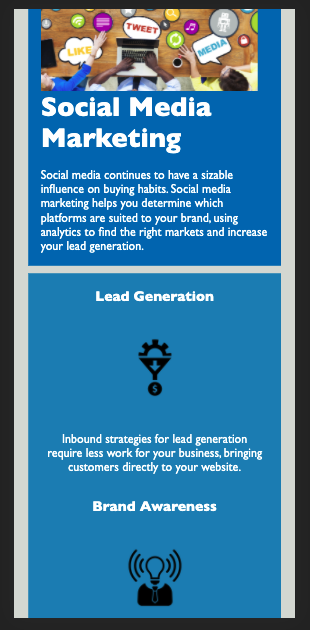 TWEET
LIKE
MEDIA
Social Media
Marketing
Social media continues to have a sizable
influence on buying habits. Social media
marketing helps you determine which
platforms are suited to your brand, using
analytics to find the right markets and increase
your lead generation.
Lead Generation
$
Inbound strategies for lead generation
require less work for your business, bringing
customers directly to your website.
Brand Awareness